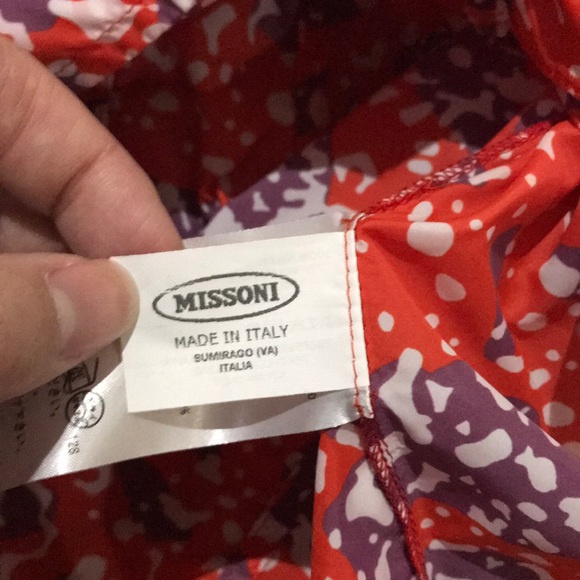 MISSONI
MADE IN ITALY
SUMIRAGO (VA)
ITALIA